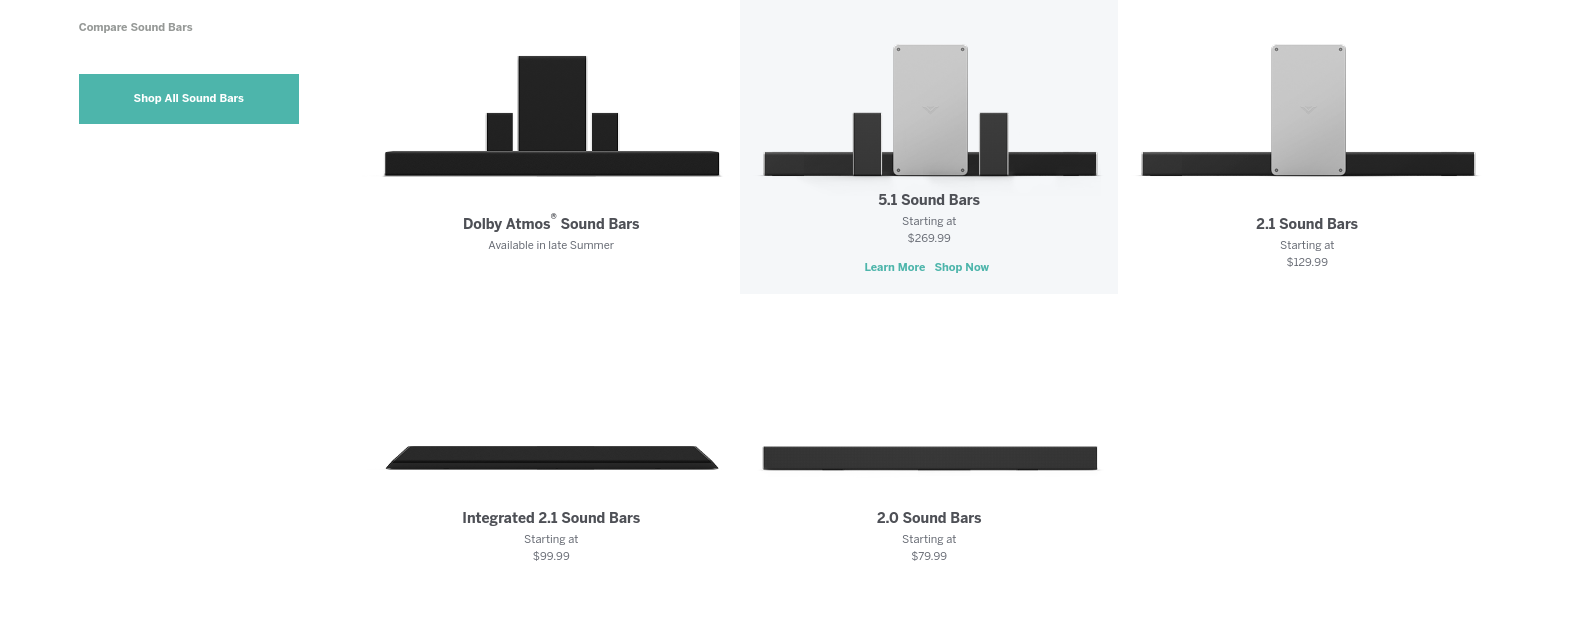 Compare Sound Bars
Shop All Sound Bars
Dolby Atmos® Sound Bars
Available in late Summer
5.1 Sound Bars
Starting at
$269.99
Learn More Shop Now
2.1 Sound Bars
Starting at
$129.99
Integrated 2.1 Sound Bars
Starting at
$99.99
2.0 Sound Bars
Starting at
$79.99